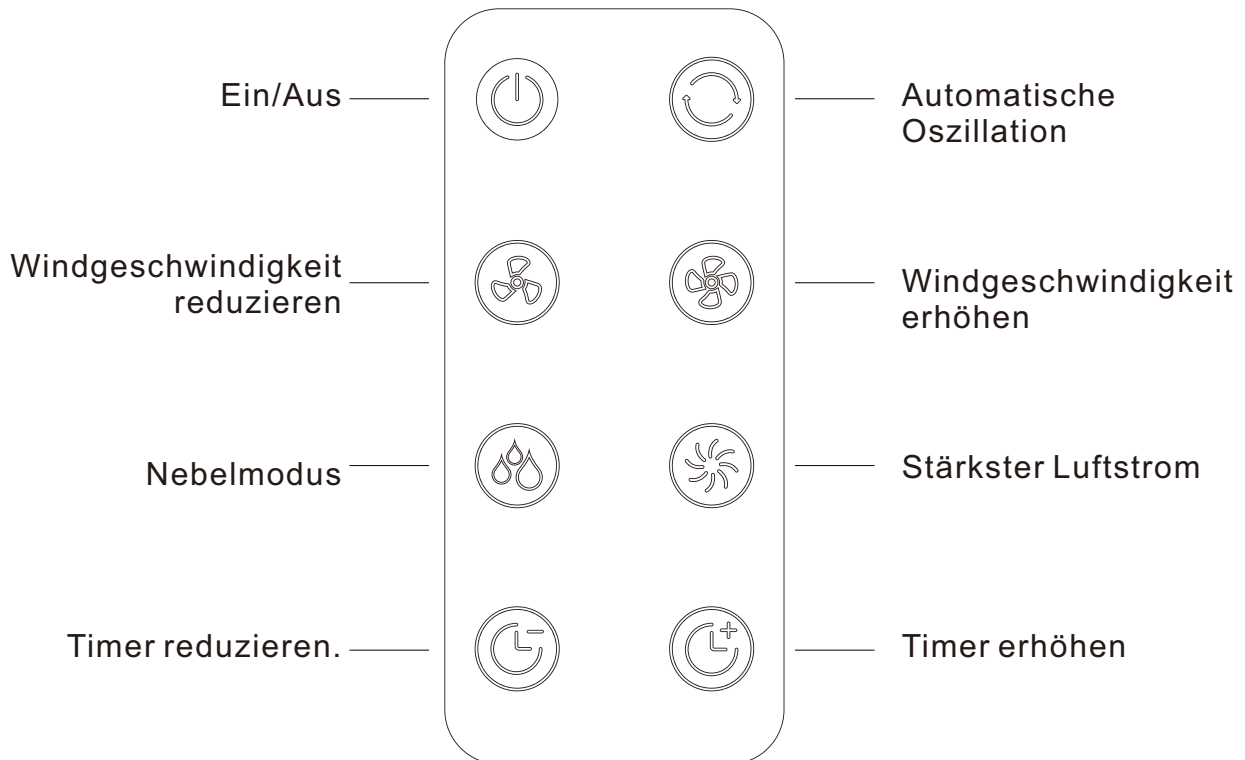 Ein/Aus
Automatische
Oszillation
Windgeschwindigkeit
reduzieren
Windgeschwindigkeit
erhöhen
Nebelmodus
Stärkster Luftstrom
Timer reduzieren.
Timer erhöhen